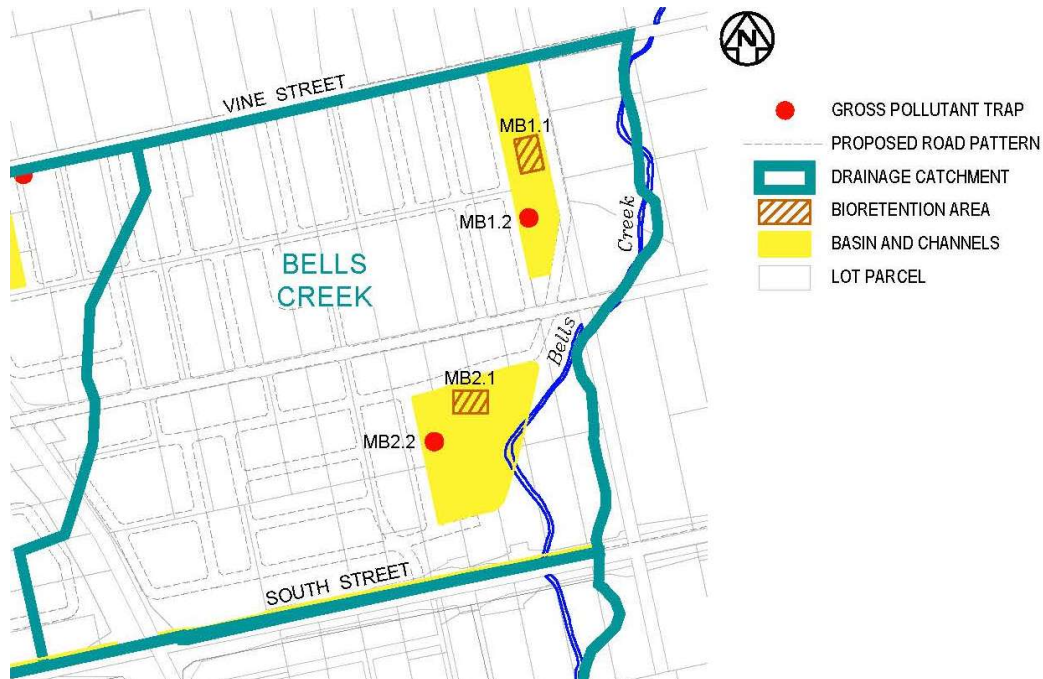 N
VINE STREET
GROSS POLLUTANT TRAP
PROPOSED ROAD PATTERN
DRAINAGE CATCHMENT
BIORETENTION AREA
BASIN AND CHANNELS
LOT PARCEL
MB1.1
MB1.2
Creek
BELLS
CREEK
Bells
MB2.1
MB2.2
SOUTH STREET